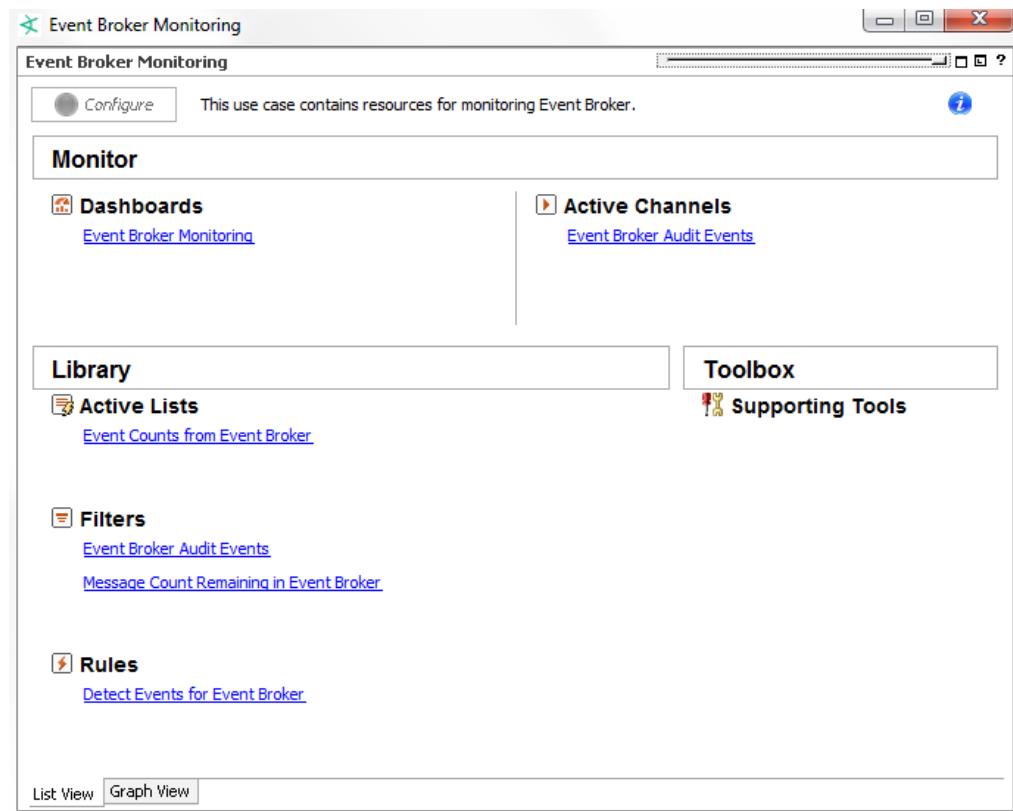 Event Broker Monitoring
Event Broker Monitoring
?
Configure
This use case contains resources for monitoring Event Broker.
i
Monitor
Dashboards
Event Broker Monitoring
Active Channels
Event Broker Audit Events
Library
Active Lists
Event Counts from Event Broker
Toolbox
Supporting Tools
Filters
Event Broker Audit Events
Message Count Remaining in Event Broker
Rules
Detect Events for Event Broker
List View
Graph View